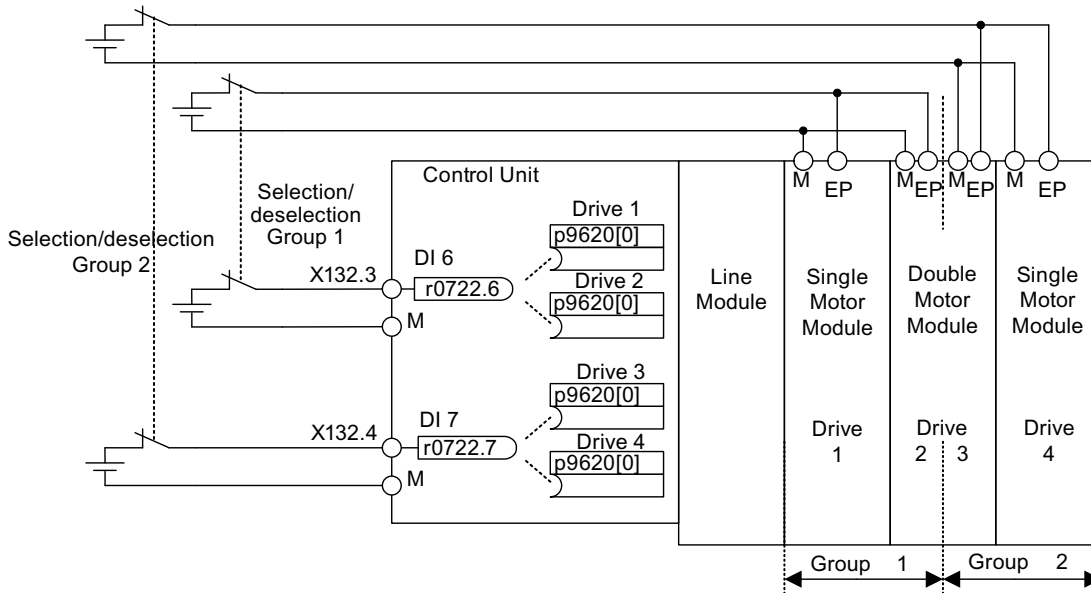 M
EP
M
EP
M
EP
M
EP
Control Unit
Selection/
deselection
Group 1
Selection/deselection
Group 2
Drive 1
p9620[0]
DI 6
X132.3
r0722.6
Drive 2
p9620[0]
M
Line
Module
Single
Motor
Module
Double
Motor
Module
Single
Motor
Module
Drive 3
p9620[0]
DI 7
X132.4
r0722.7
Drive 4
p9620[0]
M
Drive
1
Drive
2 3
Drive
4
Group 1
Group 2